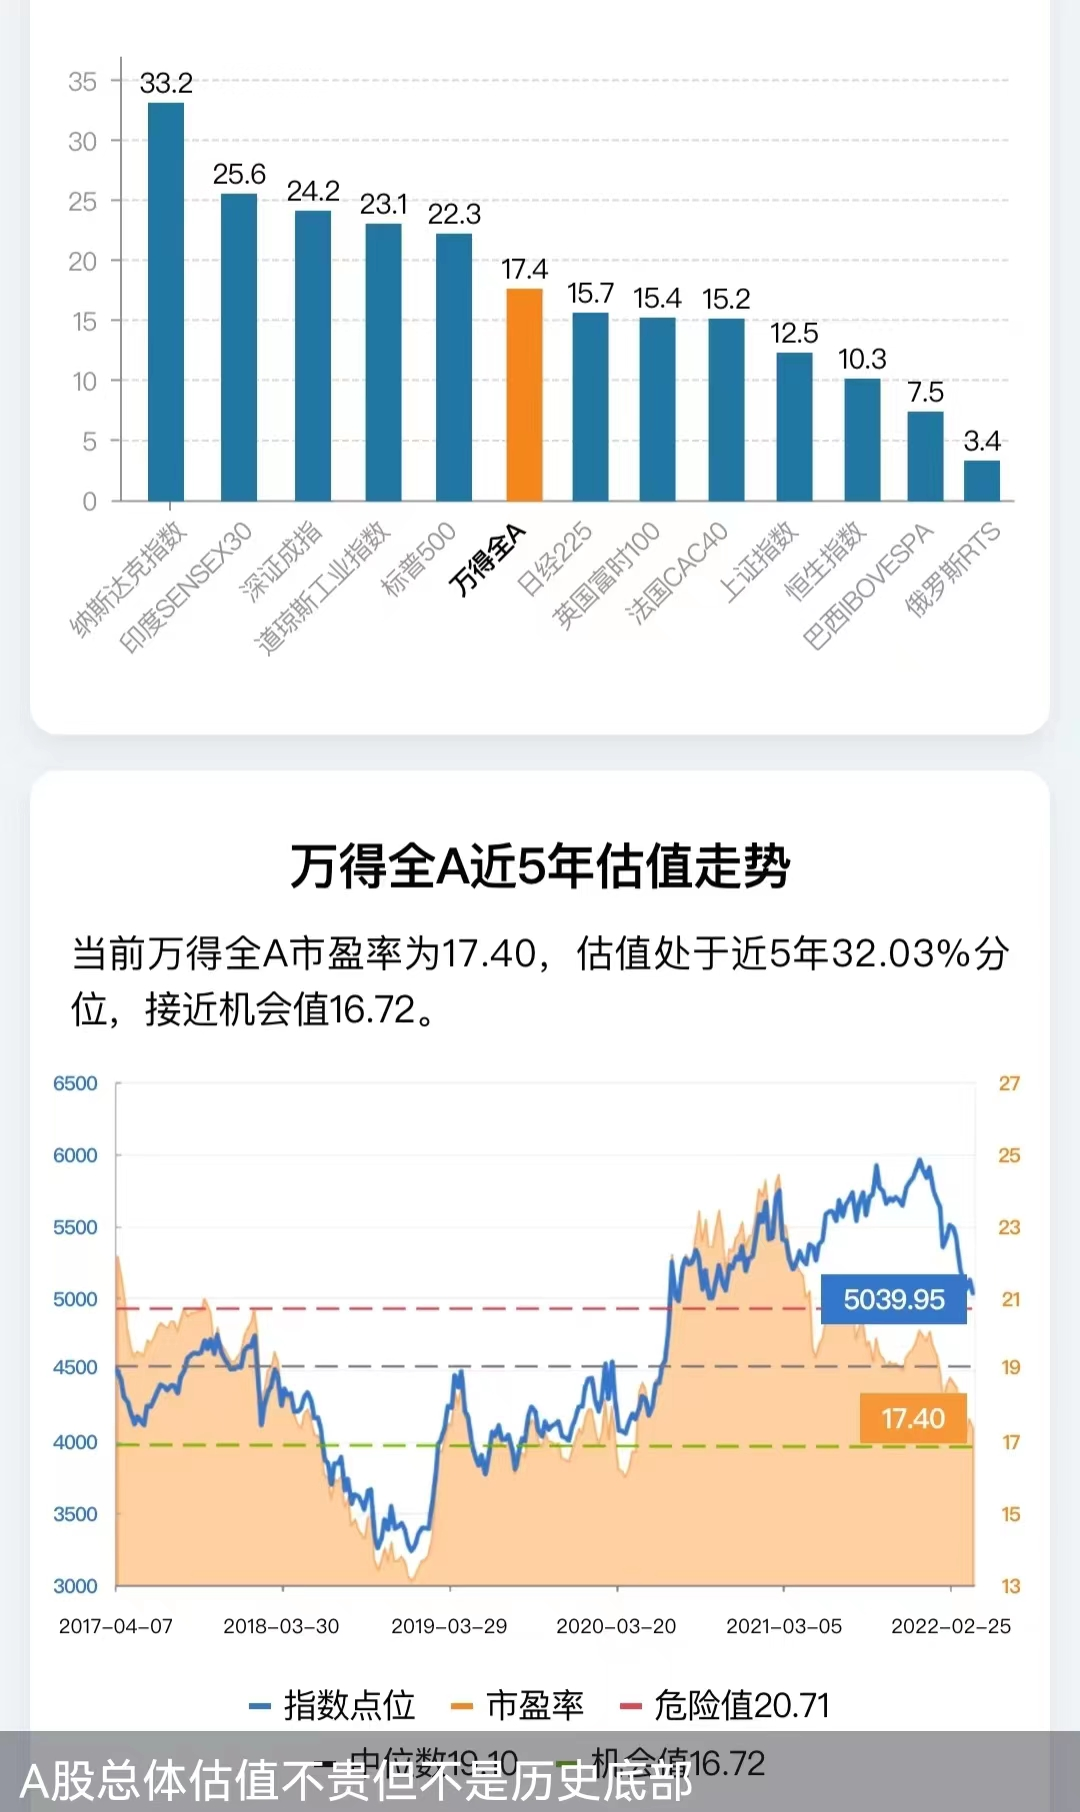 35
30
25
20
15
10
5
0
33.2
25.6
24.2
23.1
22.3
17.4
15.7
15.4
15.2
12.5
10.3
7.5
3.4
纳斯达克指数
印度SENSEX30
深证成指
道琼斯工业指数
标普500
万得全A
日经225
英国富时100
法国CAC40
上证指数
恒生指数
巴西IBOVESPA
俄罗斯RTS
万得全A近5年估值走势
当前万得全A市盈率为17.40，估值处于近5年32.03%分
位，接近机会值16.72。
6500
6000
5500
5000
4500
4000
3500
3000
27
25
23
21
19
17
15
13
5039.95
17.40
2017-04-07
2018-03-30
2019-03-29
2020-03-20
2021-03-05
2022-02-25
指数点位 市盈率 危险值20.71
中位数19.10 机会值16.72
A股总体估值不贵但不是历史底部